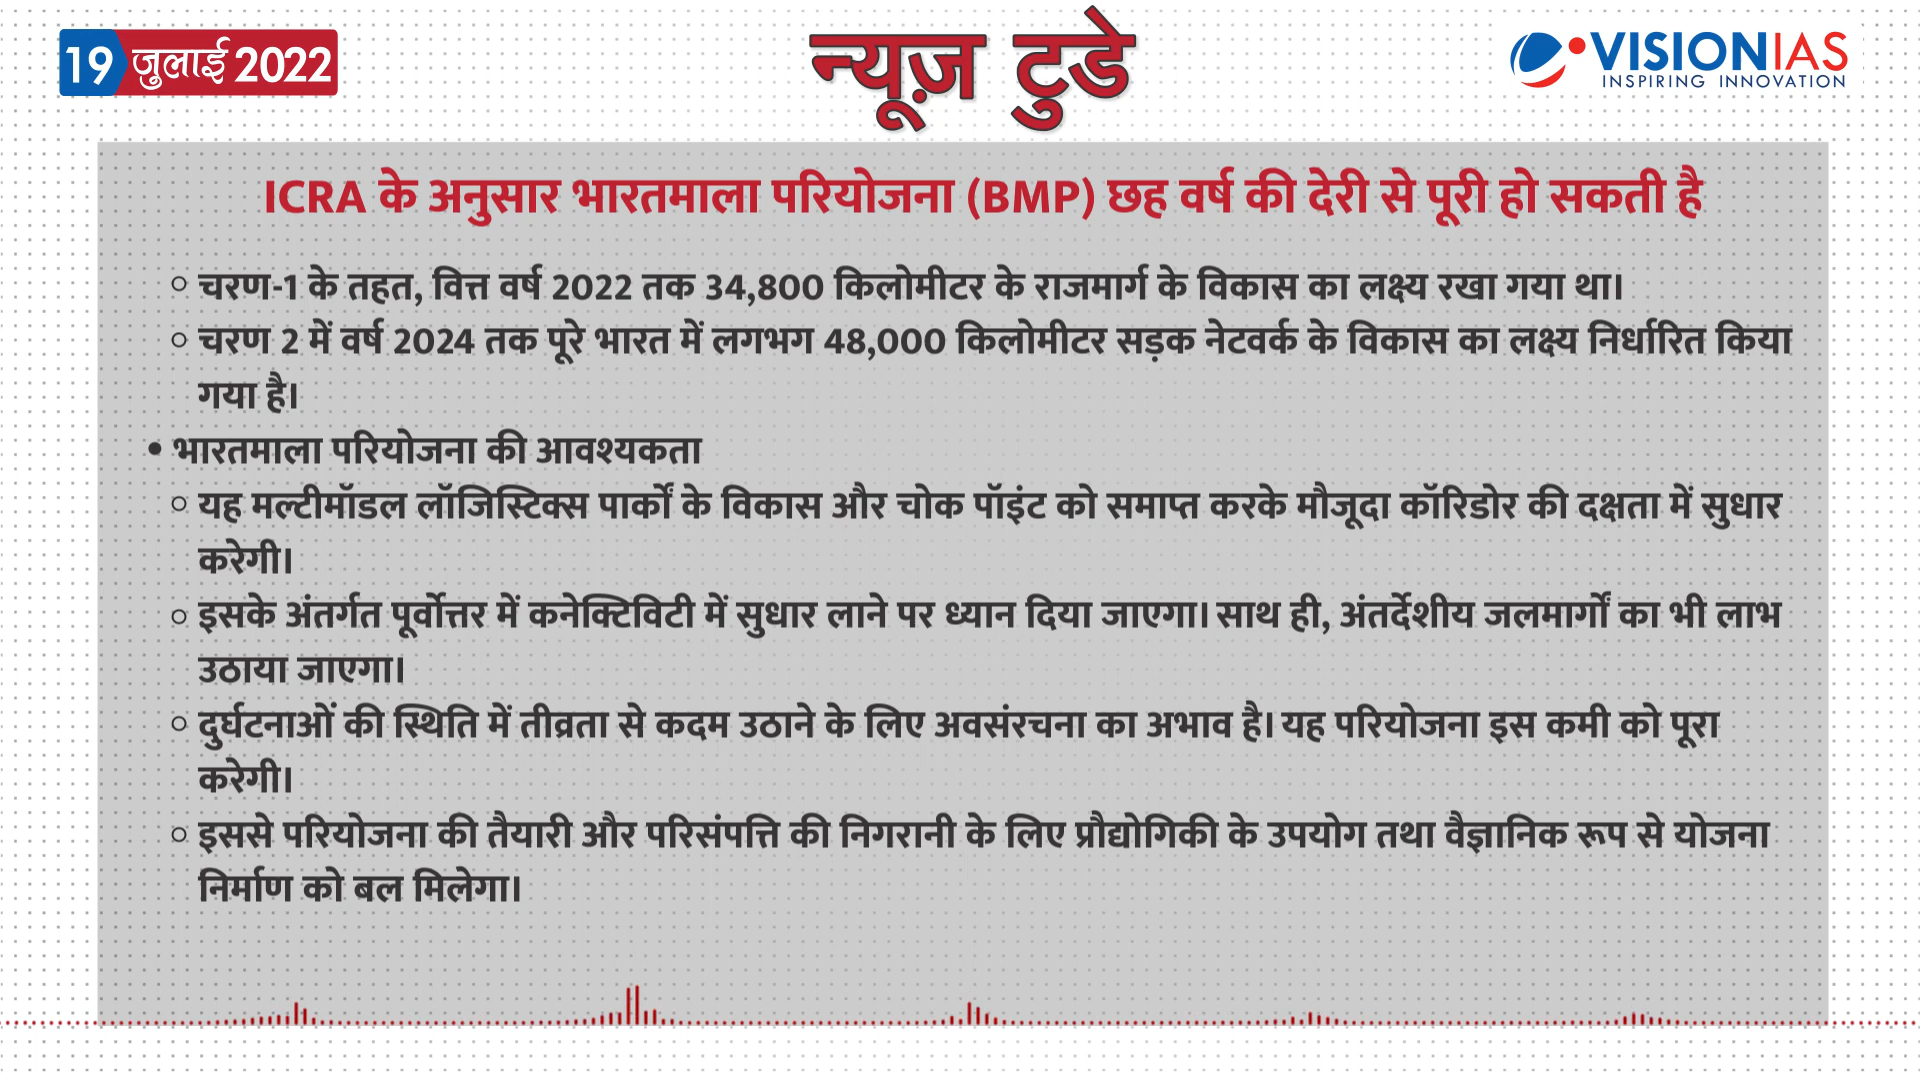 19 जुलाई 2022
न्यूज़ टुडे
VISIONIAS
INSPIRING INNOVATION
ICRA के अनुसार भारतमाला परियोजना (BMP) छह वर्ष की देरी से पूरी हो सकती है
○ चरण-1 के तहत, वित्त वर्ष 2022 तक 34,800 किलोमीटर के राजमार्ग के विकास का लक्ष्य रखा गया था।
○ चरण 2 में वर्ष 2024 तक पूरे भारत में लगभग 48,000 किलोमीटर सड़क नेटवर्क के विकास का लक्ष्य निर्धारित किया
गया है।
• भारतमाला परियोजना की आवश्यकता
○ यह मल्टीमॉडल लॉजिस्टिक्स पार्कों के विकास और चोक पॉइंट को समाप्त करके मौजूदा कॉरिडोर की दक्षता में सुधार
करेगी।
○ इसके अंतर्गत पूर्वोत्तर में कनेक्टिविटी में सुधार लाने पर ध्यान दिया जाएगा। साथ ही, अंतर्देशीय जलमार्गों का भी लाभ
उठाया जाएगा।
○ दुर्घटनाओं की स्थिति में तीव्रता से कदम उठाने के लिए अवसंरचना का अभाव है। यह परियोजना इस कमी को पूरा
करेगी।
○ इससे परियोजना की तैयारी और परिसंपत्ति की निगरानी के लिए प्रौद्योगिकी के उपयोग तथा वैज्ञानिक रूप से योजना
निर्माण को बल मिलेगा।